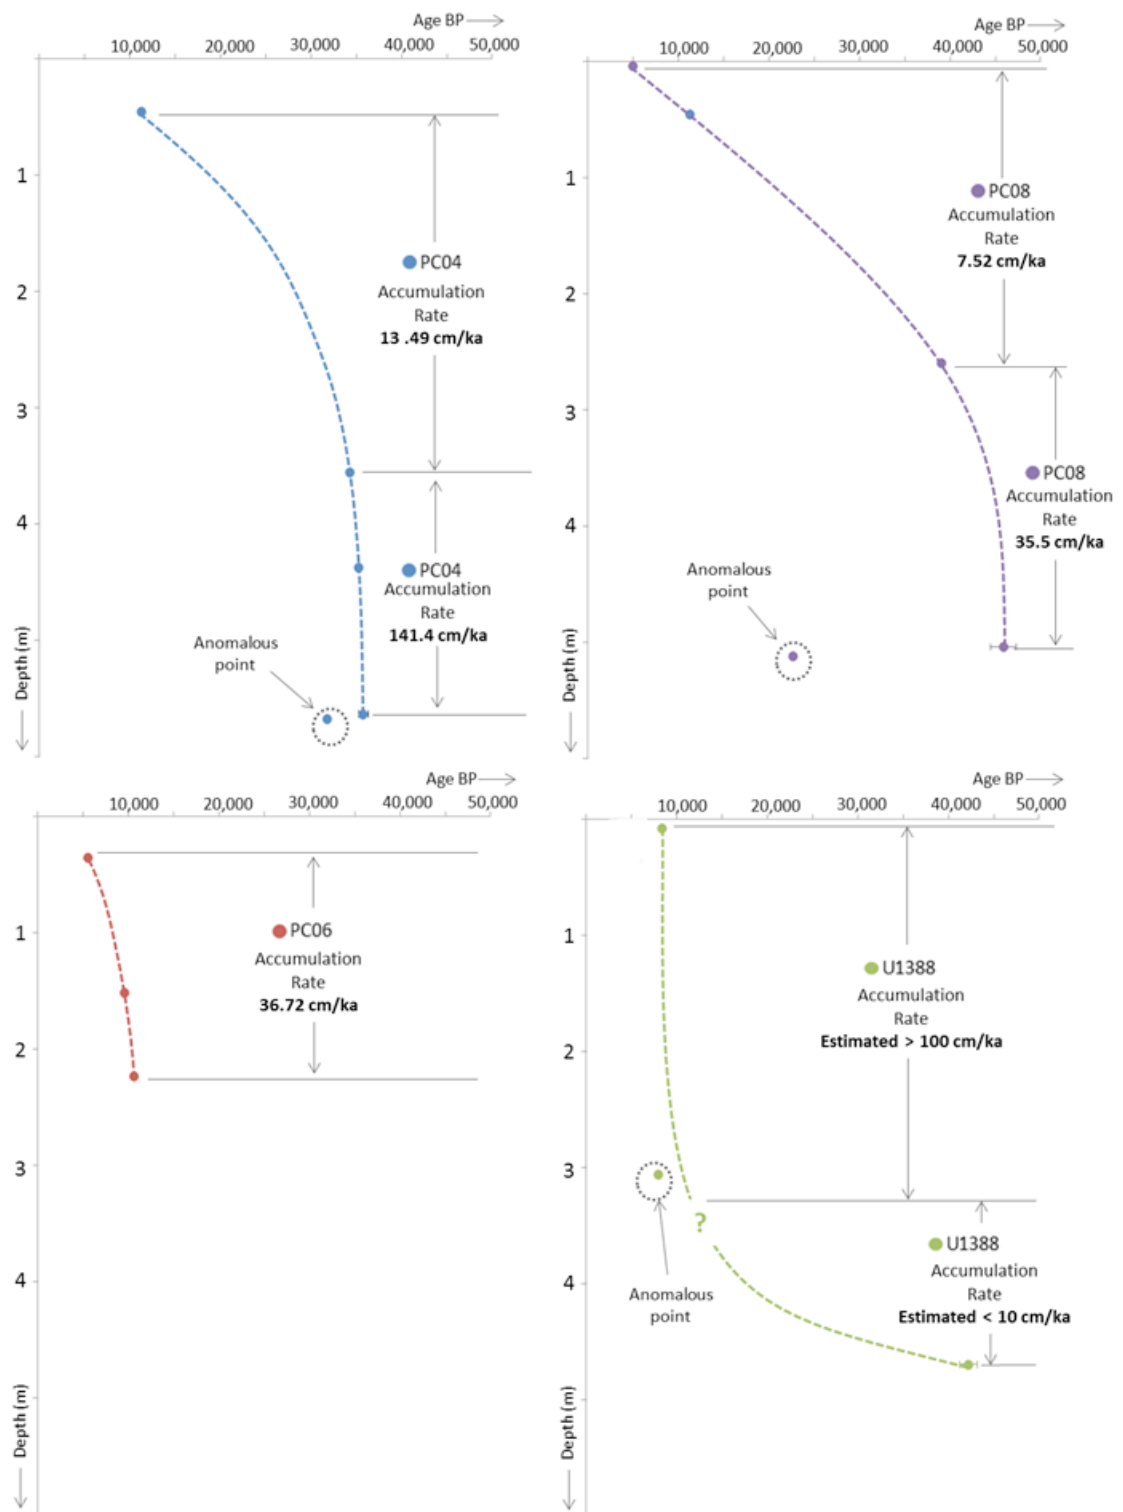 Age BP
10,000 20,000 30,000 40,000 50,000
1
2
3
4
Depth (m)
PC04
Accumulation
Rate
13 .49 cm/ka
PC04
Accumulation
Rate
141.4 cm/ka
Anomalous
point
Age BP
10,000 20,000 30,000 40,000 50,000
1
2
3
4
Depth (m)
PC08
Accumulation
Rate
7.52 cm/ka
PC08
Accumulation
Rate
35.5 cm/ka
Anomalous
point
Age BP
10,000 20,000 30,000 40,000 50,000
1
2
3
4
Depth (m)
PC06
Accumulation
Rate
36.72 cm/ka
Age BP
10,000 20,000 30,000 40,000 50,000
1
2
3
4
Depth (m)
U1388
Accumulation
Rate
Estimated > 100 cm/ka
?
U1388
Accumulation
Rate
Estimated < 10 cm/ka
Anomalous
point